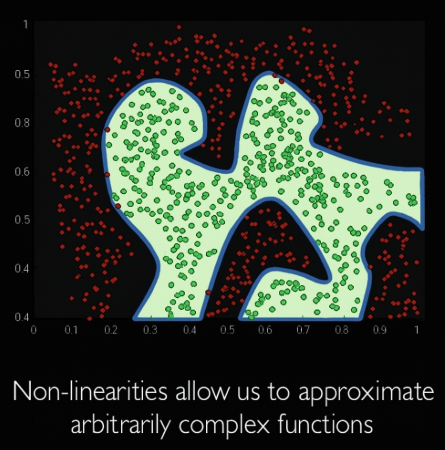 1
0.5
0.8
0.6
0.5
0.4
0.4
0 0.1 0.2 0.3 0.4 0.5 0.6 0.7 0.8 0.9 1
Non-linearities allow us to approximate
arbitrarily complex functions